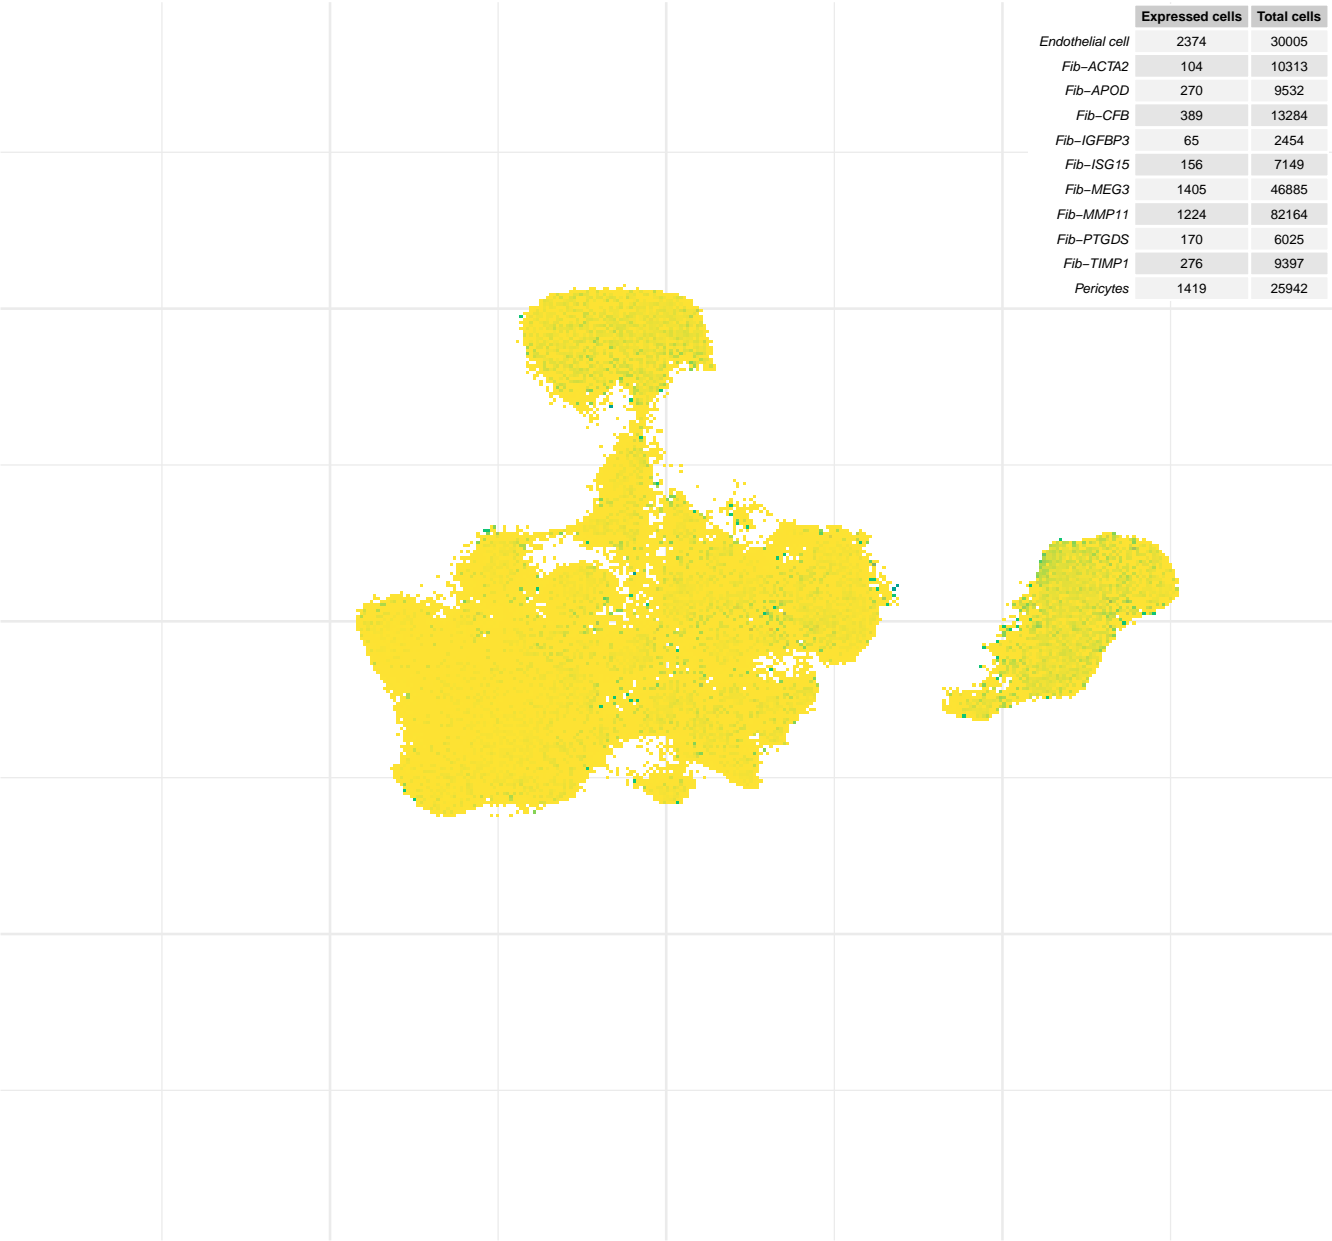 Expressed cells Total cells
Endothelial cell 2374 30005
Fib−ACTA2 104 10313
Fib−APOD 270 9532
Fib−CFB 389 13284
Fib−IGFBP3 65 2454
Fib−ISG15 156 7149
Fib−MEG3 1405 46885
Fib−MMP11 1224 82164
Fib−PTGDS 170 6025
Fib−TIMP1 276 9397
Pericytes 1419 25942